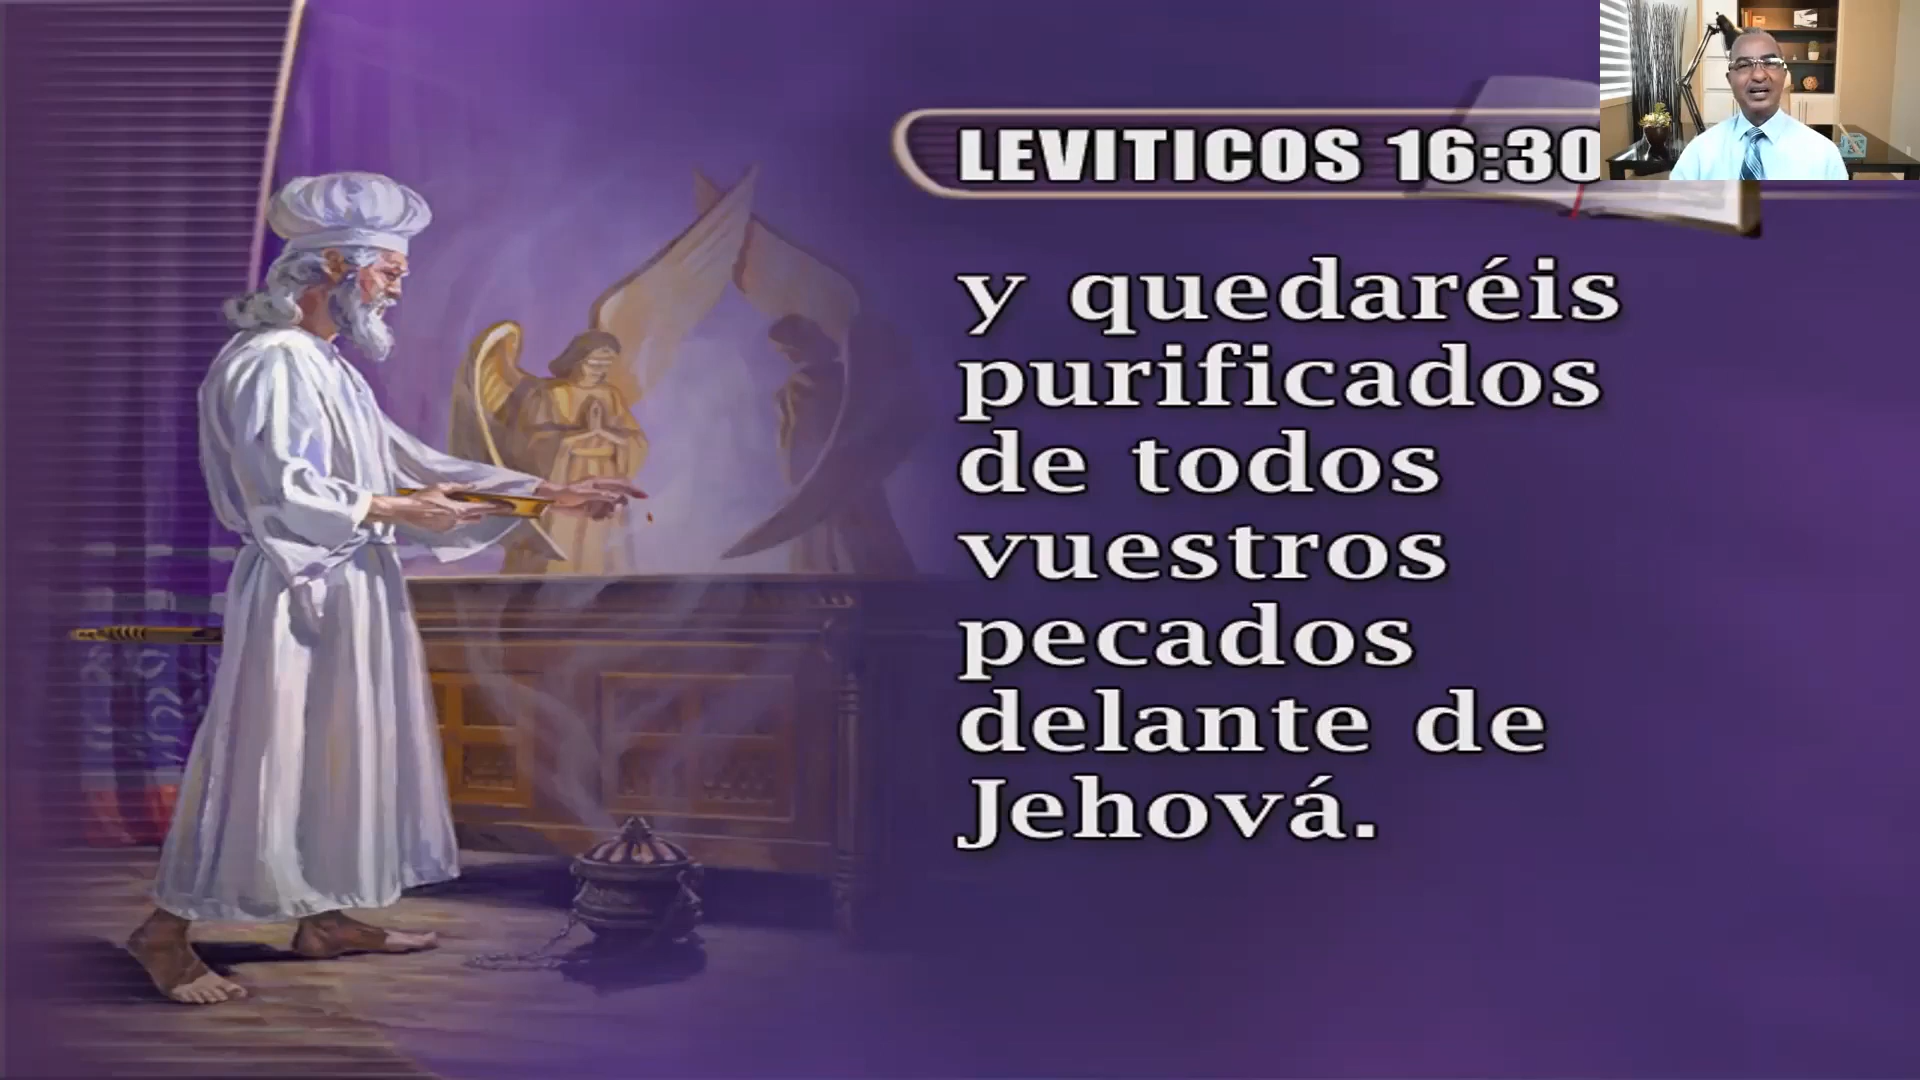 LEVITICOS 16:30
y quedaréis
purificados
de todos
vuestros
pecados
delante de
Jehová.